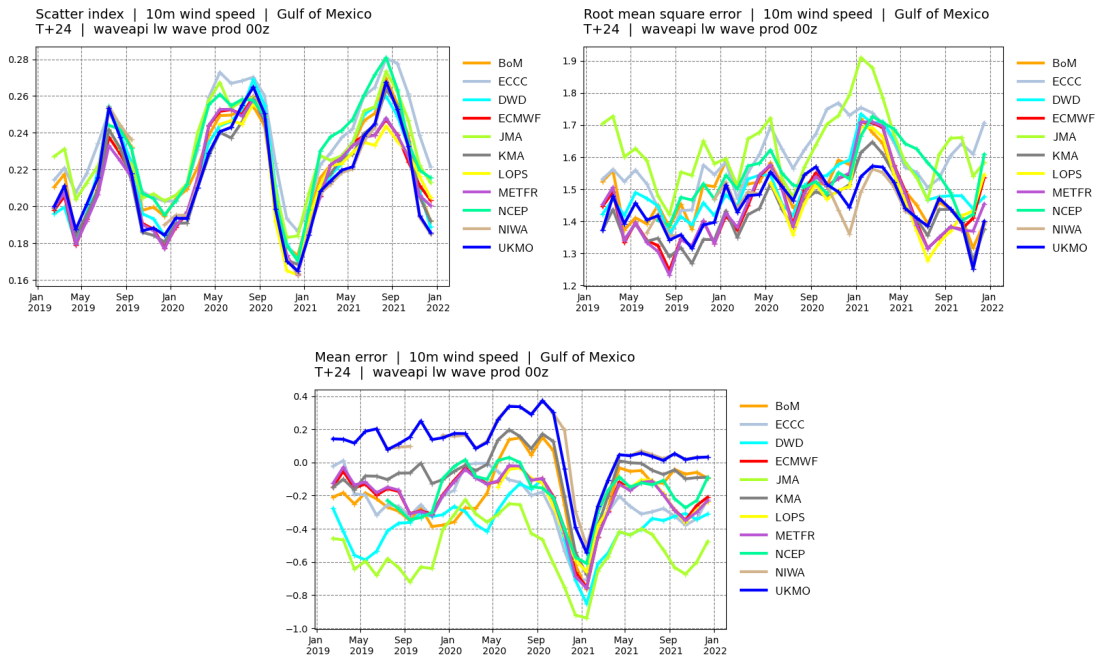 Scatter index | 10m wind speed | Gulf of Mexico
T+24 | waveapi lw wave prod 00z
0.28
0.26
0.24
0.22
0.20
0.18
0.16
Jan 2019
May 2019
Sep 2019
Jan 2020
May 2020
Sep 2020
Jan 2021
May 2021
Sep 2021
Jan 2022
BoM
ECCC
DWD
ECMWF
JMA
KMA
LOPS
METFR
NCEP
NIWA
UKMO
Root mean square error | 10m wind speed | Gulf of Mexico
T+24 | waveapi lw wave prod 00z
1.9
1.8
1.7
1.6
1.5
1.4
1.3
1.2
Jan 2019
May 2019
Sep 2019
Jan 2020
May 2020
Sep 2020
Jan 2021
May 2021
Sep 2021
Jan 2022
BoM
ECCC
DWD
ECMWF
JMA
KMA
LOPS
METFR
NCEP
NIWA
UKMO
Mean error | 10m wind speed | Gulf of Mexico
T+24 | waveapi lw wave prod 00z
0.4
0.2
0.0
−0.2
−0.4
−0.6
−0.8
−1.0
Jan 2019
May 2019
Sep 2019
Jan 2020
May 2020
Sep 2020
Jan 2021
May 2021
Sep 2021
Jan 2022
BoM
ECCC
DWD
ECMWF
JMA
KMA
LOPS
METFR
NCEP
NIWA
UKMO